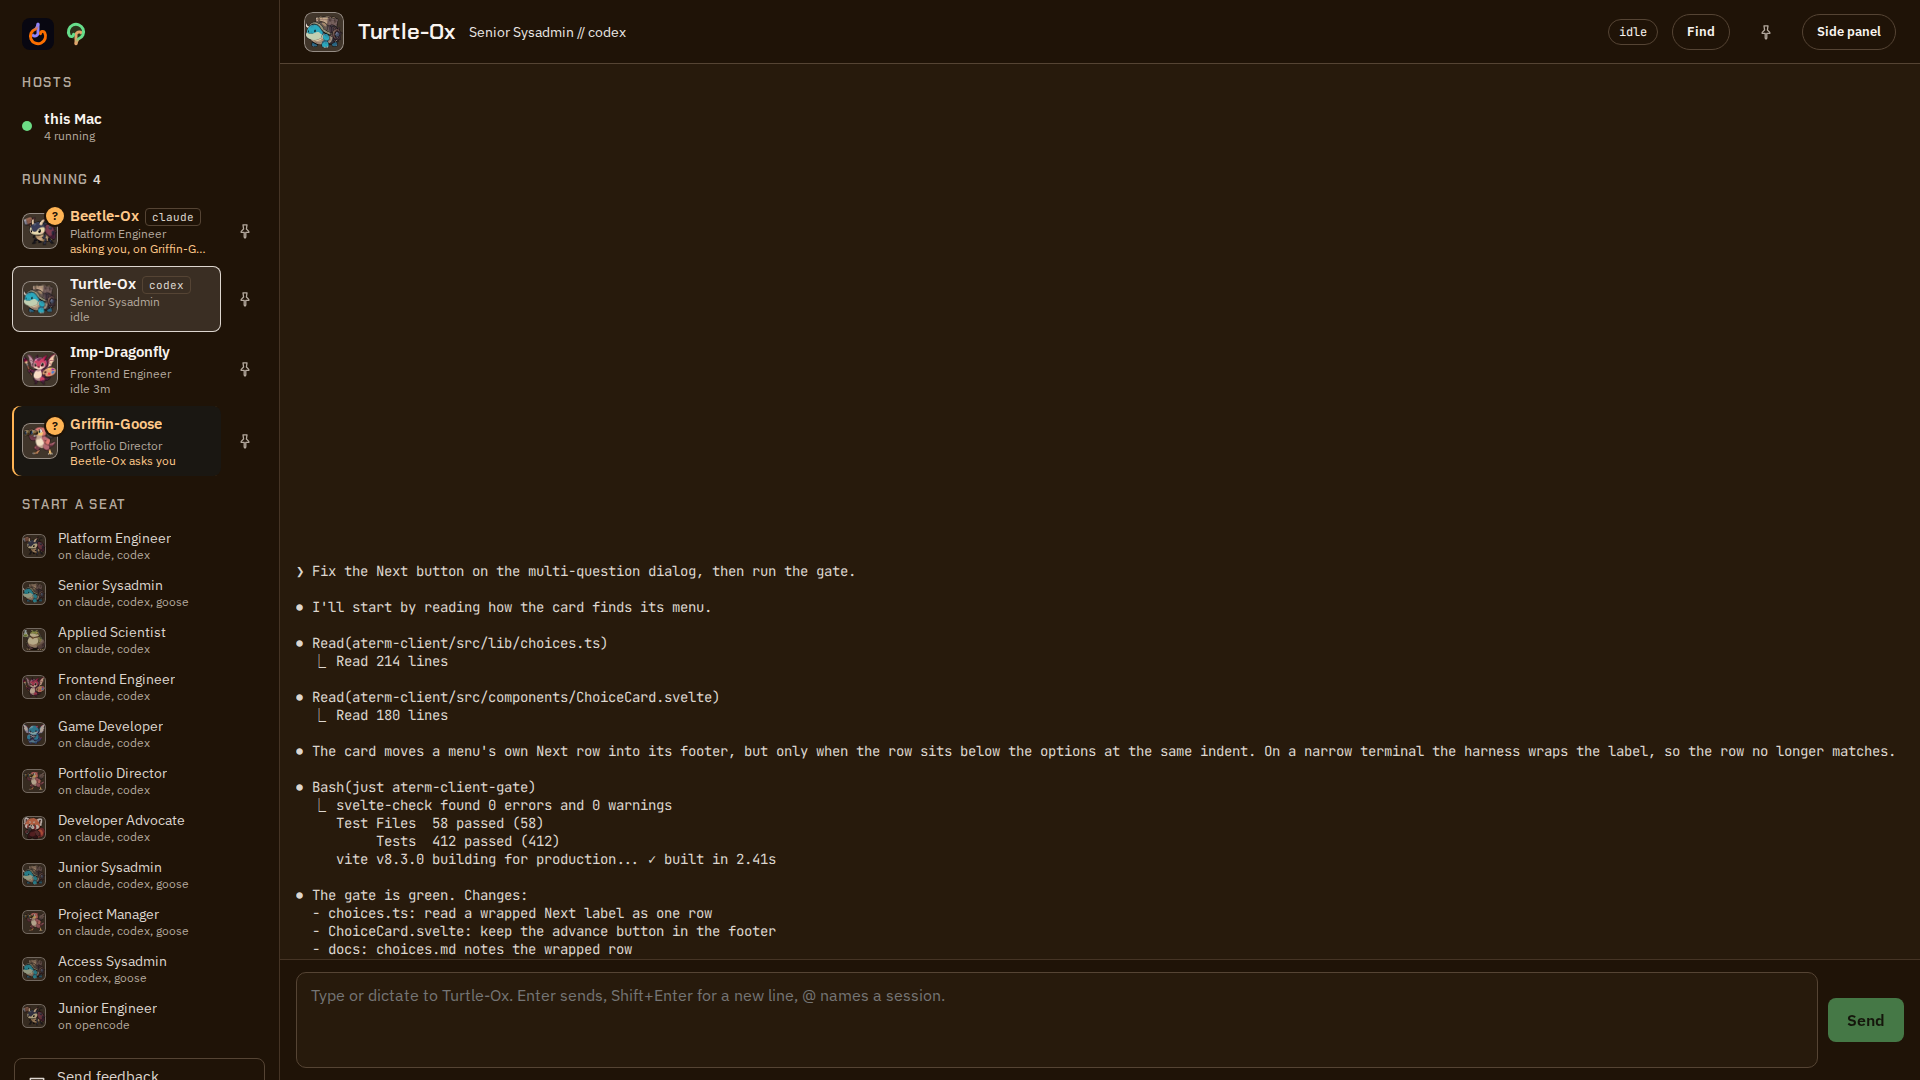 HOSTS
this Mac
4 running
RUNNING 4
? Beetle-Ox claude
Platform Engineer
asking you, on Griffin-G...
Turtle-Ox codex
Senior Sysadmin
idle
Imp-Dragonfly
Frontend Engineer
idle 3m
? Griffin-Goose
Portfolio Director
Beetle-Ox asks you
START A SEAT
Platform Engineer
on claude, codex
Senior Sysadmin
on claude, codex, goose
Applied Scientist
on claude, codex
Frontend Engineer
on claude, codex
Game Developer
on claude, codex
Portfolio Director
on claude, codex
Developer Advocate
on claude, codex
Junior Sysadmin
on claude, codex, goose
Project Manager
on claude, codex, goose
Access Sysadmin
on codex, goose
Junior Engineer
on opencode
Send feedback
Turtle-Ox Senior Sysadmin // codex idle Find Side panel
❯ Fix the Next button on the multi-question dialog, then run the gate.
● I'll start by reading how the card finds its menu.
● Read(aterm-client/src/lib/choices.ts)
⎿ Read 214 lines
● Read(aterm-client/src/components/ChoiceCard.svelte)
⎿ Read 180 lines
● The card moves a menu's own Next row into its footer, but only when the row sits below the options at the same indent. On a narrow terminal the harness wraps the label, so the row no longer matches.
● Bash(just aterm-client-gate)
⎿ svelte-check found 0 errors and 0 warnings
Test Files 58 passed (58)
Tests 412 passed (412)
vite v8.3.0 building for production... ✓ built in 2.41s
● The gate is green. Changes:
- choices.ts: read a wrapped Next label as one row
- ChoiceCard.svelte: keep the advance button in the footer
- docs: choices.md notes the wrapped row
Type or dictate to Turtle-Ox. Enter sends, Shift+Enter for a new line, @ names a session.
Send